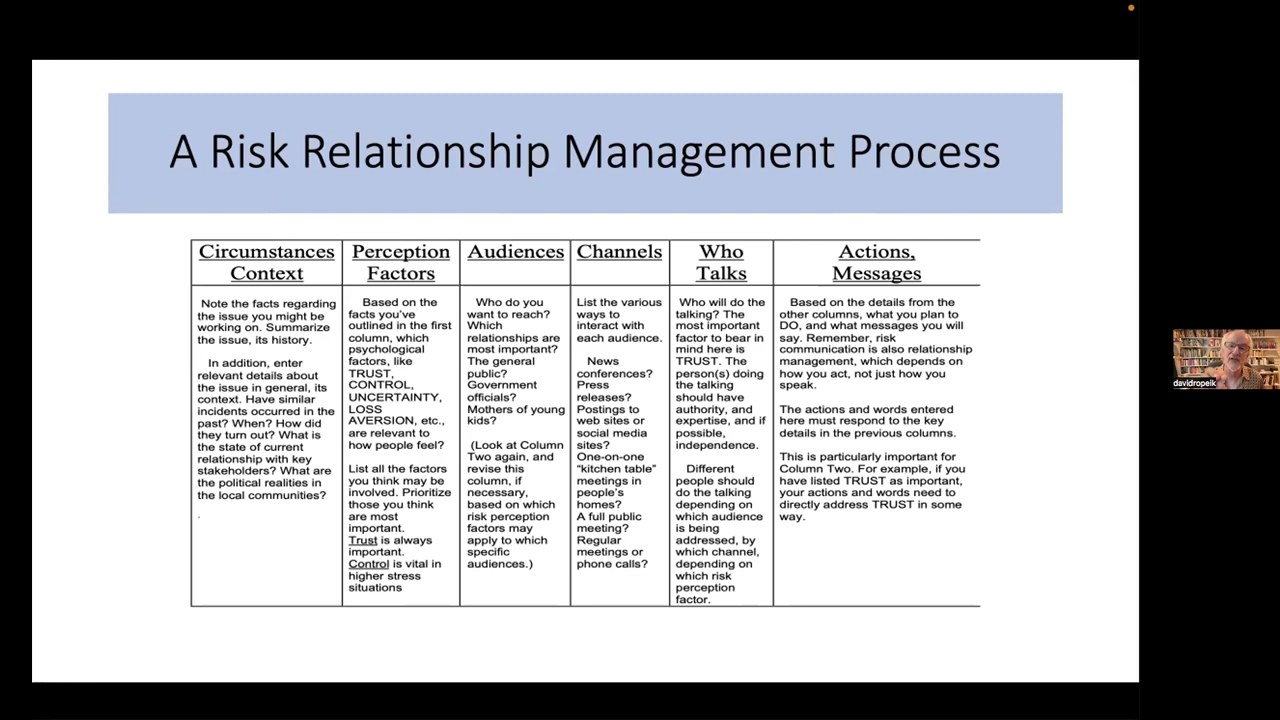 A Risk Relationship Management Process
Circumstances
Context
Note the facts regarding
the issue you might be
working on. Summarize
the issue, its history.
In addition, enter
relevant details about
the issue in general, its
context. Have similar
incidents occurred in the
past? When? How did
they turn out? What is
the state of current
relationship with key
stakeholders? What are
the political realities in
the local communities?
.
Perception
Factors
Based on the
facts you've
outlined in the first
column, which
psychological
factors, like
TRUST,
CONTROL,
UNCERTAINTY,
LOSS
AVERSION, etc.,
are relevant to
how people feel?
List all the factors
you think may be
involved. Prioritize
those you think
are most
important.
Trust is always
important.
Control is vital in
higher stress
situations
Audiences
Who do you
want to reach?
Which
relationships are
most important?
The general
public?
Government
officials?
Mothers of young
kids?
(Look at Column
Two again, and
revise this
column, if
necessary,
based on which
risk perception
factors may
apply to which
specific
audiences.)
Channels
List the various
ways to
interact with
each audience.
News
conferences?
Press
releases?
Postings to
web sites or
social media
sites?
One-on-one
“kitchen table”
meetings in
people's
homes?
A full public
meeting?
Regular
meetings or
phone calls?
Who
Talks
Who will do the
talking? The
most important
factor to bear in
mind here is
TRUST. The
person(s) doing
the talking
should have
authority, and
expertise, and if
possible,
independence.
Different
people should
do the talking
depending on
which audience
is being
addressed, by
which channel,
depending on
which risk
perception
factor.
Actions,
Messages
Based on the details from the
other columns, what you plan to
DO, and what messages you will
say. Remember, risk
communication is also relationship
management, which depends on
how you act, not just how you
speak.
The actions and words entered
here must respond to the key
details in the previous columns.
This is particularly important for
Column Two. For example, if you
have listed TRUST as important,
your actions and words need to
directly address TRUST in some
way.
davidropeik